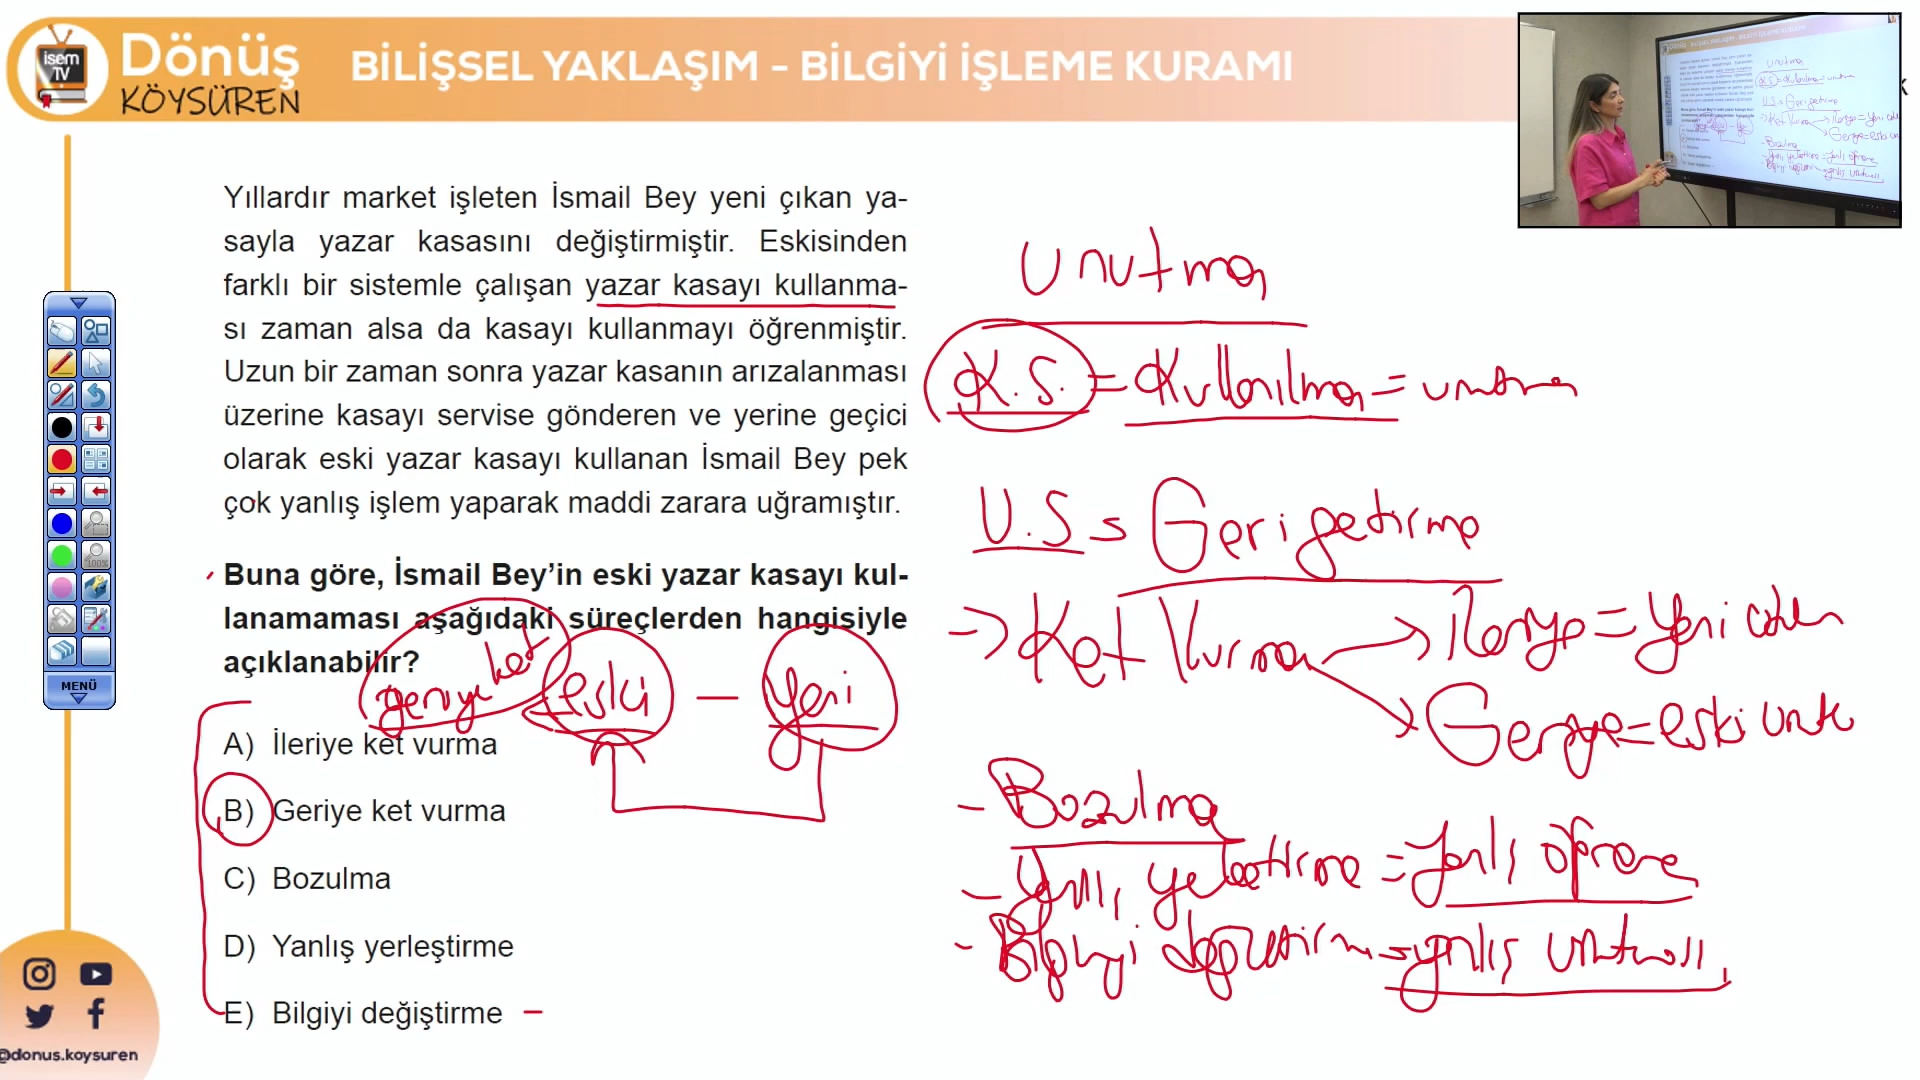 isem
TV
Dönüş
KÖYSÜREN
BİLİŞSEL YAKLAŞIM - BİLGİYİ İŞLEME KURAMI
Yıllardır market işleten İsmail Bey yeni çıkan ya-
sayla yazar kasasını değiştirmiştir. Eskisinden
farklı bir sistemle çalışan yazar kasayı kullanma-
sı zaman alsa da kasayı kullanmayı öğrenmiştir.
Uzun bir zaman sonra yazar kasanın arızalanması
üzerine kasayı servise gönderen ve yerine geçici
olarak eski yazar kasayı kullanan İsmail Bey pek
çok yanlış işlem yaparak maddi zarara uğramıştır.
Buna göre, İsmail Bey’in eski yazar kasayı kul-
lanamaması aşağıdaki süreçlerden hangisiyle
açıklanabilir?
geriye ket eski — yeni
A) İleriye ket vurma
B) Geriye ket vurma
C) Bozulma
D) Yanlış yerleştirme
E) Bilgiyi değiştirme
Unutma
K.S. = Kullanılma = unutma
U.S = Geri getirme
→ Ket Vurma → İleriye = Yeni
→ Geriye = eski unutu
- Bozulma
- Yanlış yerleştirme = yanlış öğrenme
- Bilgiyi değiştirme = yanlış
MENÜ
@donus.koysuren